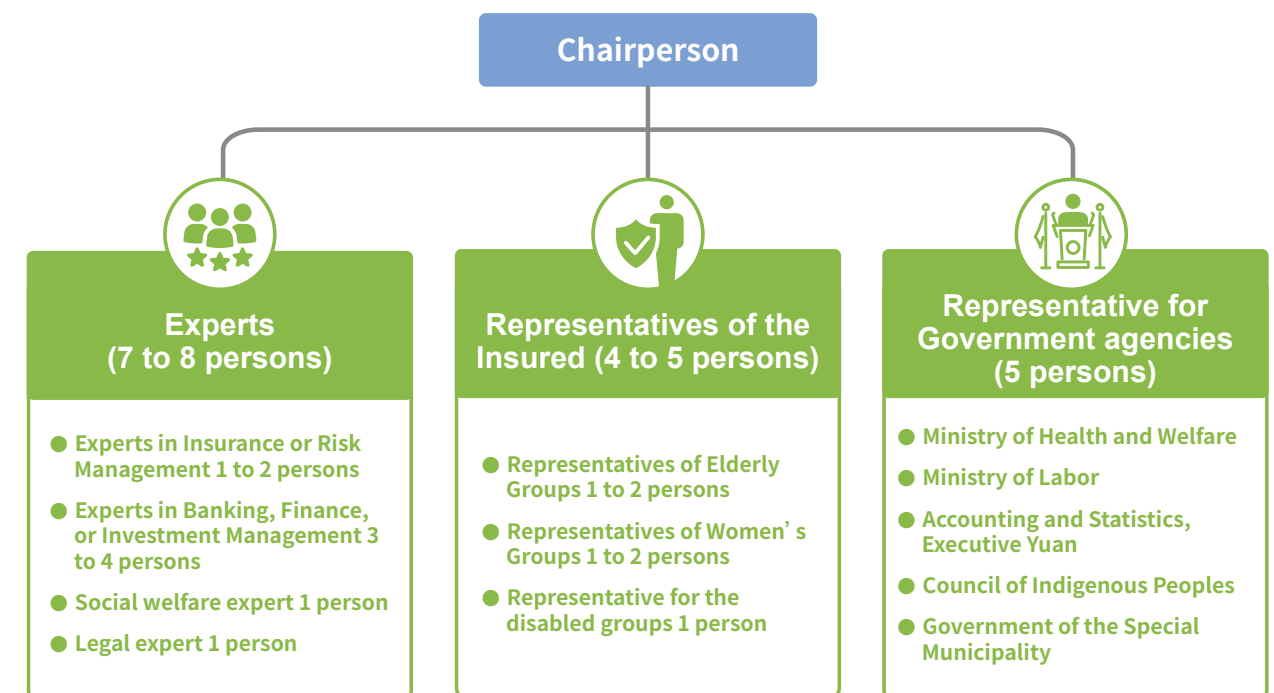 Chairperson
Experts
(7 to 8 persons)
● Experts in Insurance or Risk
Management 1 to 2 persons
● Experts in Banking, Finance,
or Investment Management 3
to 4 persons
● Social welfare expert 1 person
● Legal expert 1 person
Representatives of the
Insured (4 to 5 persons)
● Representatives of Elderly
Groups 1 to 2 persons
● Representatives of Women’ s
Groups 1 to 2 persons
● Representative for the
disabled groups 1 person
Representative for
Government agencies
(5 persons)
● Ministry of Health and Welfare
● Ministry of Labor
● Accounting and Statistics,
Executive Yuan
● Council of Indigenous Peoples
● Government of the Special
Municipality